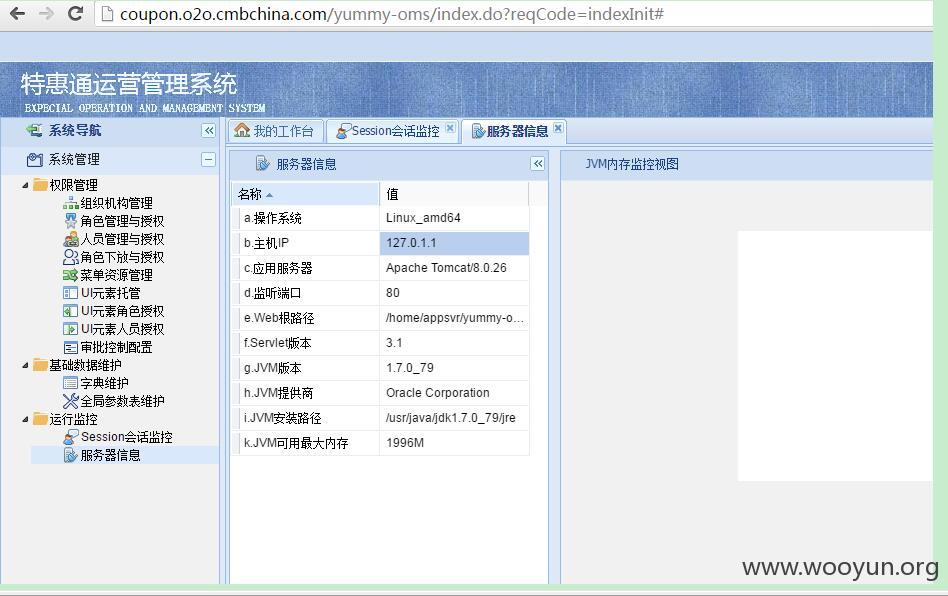 coupon.o2o.cmbchina.com/yummy-oms/index.do?reqCode=indexInit#
特惠通运营管理系统
EXPECIAL OPERATION AND MANAGEMENT SYSTEM
系统导航
我的工作台
Session会话监控
服务器信息
系统管理
服务器信息
JVM内存监控视图
权限管理
组织机构管理
角色管理与授权
人员管理与授权
角色下放与授权
菜单资源管理
UI元素托管
UI元素角色授权
UI元素人员授权
审批控制配置
基础数据维护
字典维护
全局参数表维护
运行监控
Session会话监控
服务器信息
名称 值
a.操作系统 Linux_amd64
b.主机IP 127.0.1.1
c.应用服务器 Apache Tomcat/8.0.26
d.监听端口 80
e.Web根路径 /home/appsvr/yummy-o...
f.Servlet版本 3.1
g.JVM版本 1.7.0_79
h.JVM提供商 Oracle Corporation
i.JVM安装路径 /usr/java/jdk1.7.0_79/jre
k.JVM可用最大内存 1996M
www.wooyun.org